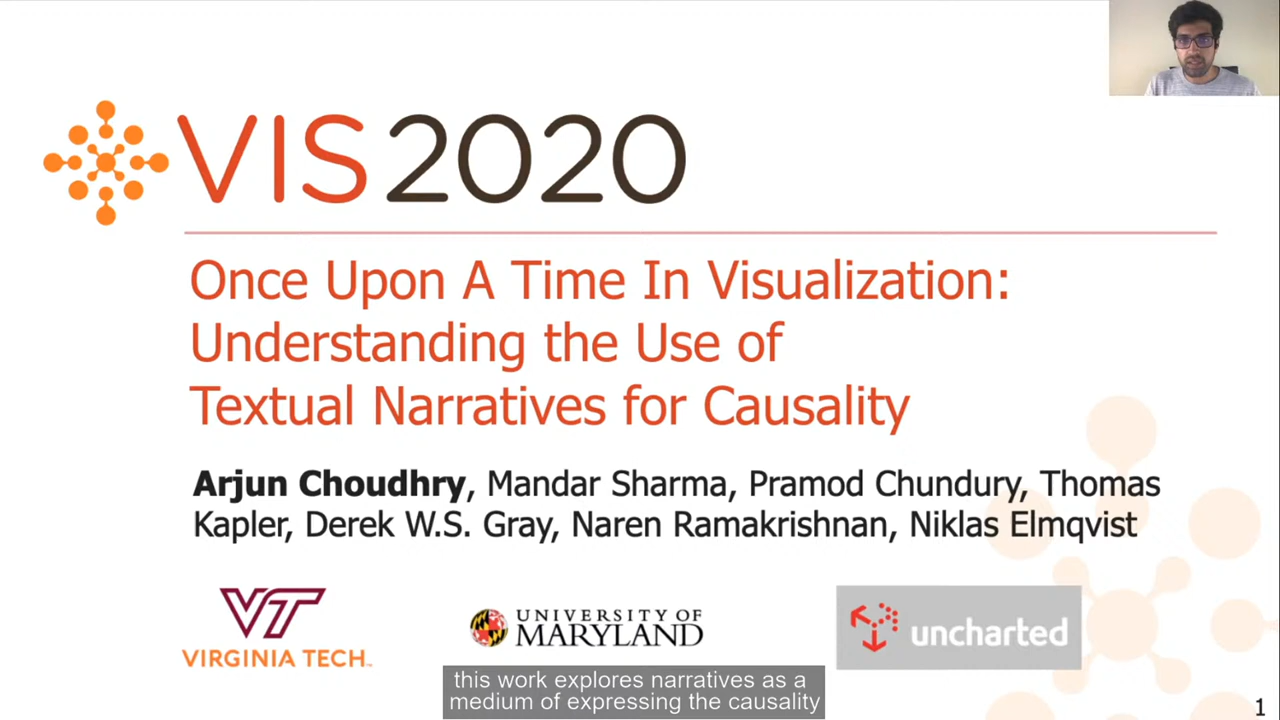 VIS2020
Once Upon A Time In Visualization:
Understanding the Use of
Textual Narratives for Causality
Arjun Choudhry, Mandar Sharma, Pramod Chundury, Thomas
Kapler, Derek W.S. Gray, Naren Ramakrishnan, Niklas Elmqvist
VT
VIRGINIA TECH
UNIVERSITY OF
MARYLAND
uncharted
this work explores narratives as a
medium of expressing the causality
1